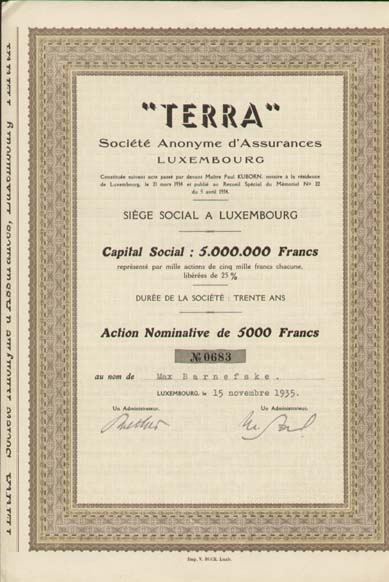 "TERRA"
Société Anonyme d'Assurances
LUXEMBOURG
Constituée suivant acte passé par devant Maître Paul KUBORN, notaire à la résidence
de Luxembourg, le 21 mars 1934 et publié au Recueil Spécial du Mémorial No 22
du 5 avril 1934.
SIÈGE SOCIAL A LUXEMBOURG
Capital Social : 5.000.000 Francs
représenté par mille actions de cinq mille francs chacune,
libérées de 25 %
DURÉE DE LA SOCIÉTÉ : TRENTE ANS
Action Nominative de 5000 Francs
No 0683
au nom de Max Barnefske.
LUXEMBOURG, le 15 novembre 1935.
Un Administrateur. Un Administrateur.
Imp. V. BUCK, Luxb.